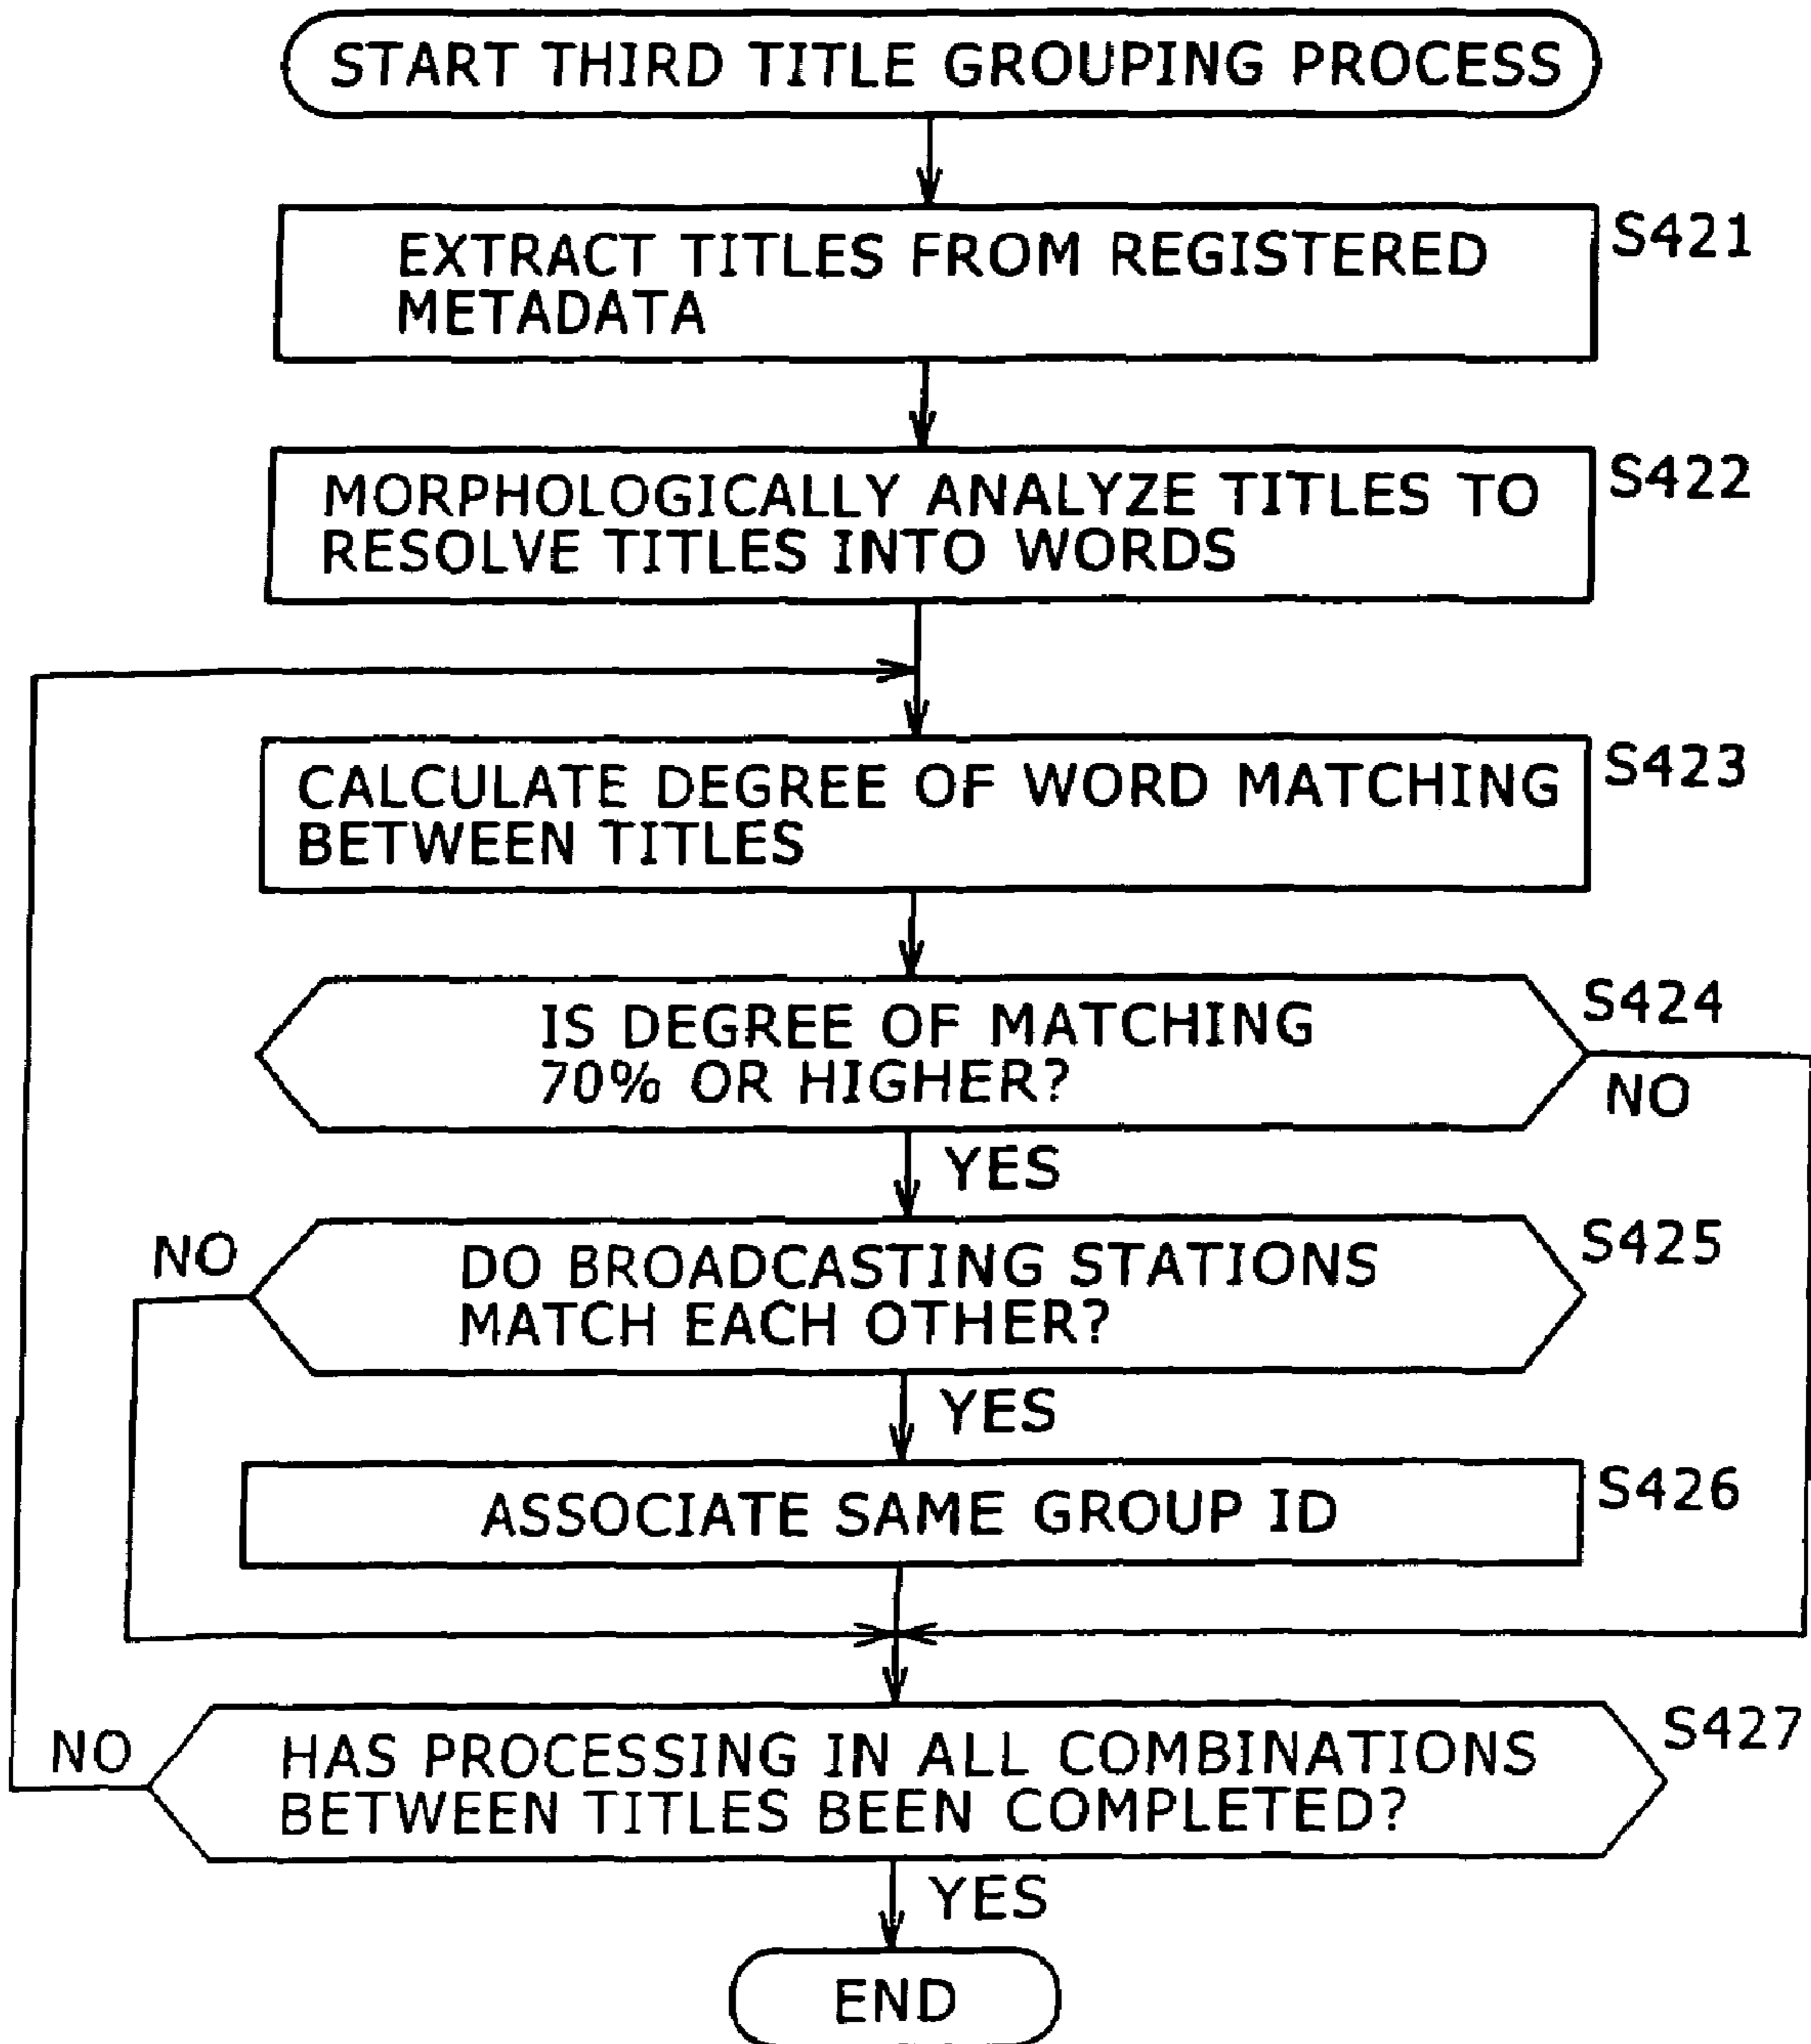 START THIRD TITLE GROUPING PROCESS
EXTRACT TITLES FROM REGISTERED
METADATA
S421
MORPHOLOGICALLY ANALYZE TITLES TO
RESOLVE TITLES INTO WORDS
S422
CALCULATE DEGREE OF WORD MATCHING
BETWEEN TITLES
S423
IS DEGREE OF MATCHING
70% OR HIGHER?
S424
NO
YES
NO
DO BROADCASTING STATIONS
MATCH EACH OTHER?
S425
YES
ASSOCIATE SAME GROUP ID
S426
NO
HAS PROCESSING IN ALL COMBINATIONS
BETWEEN TITLES BEEN COMPLETED?
S427
YES
END